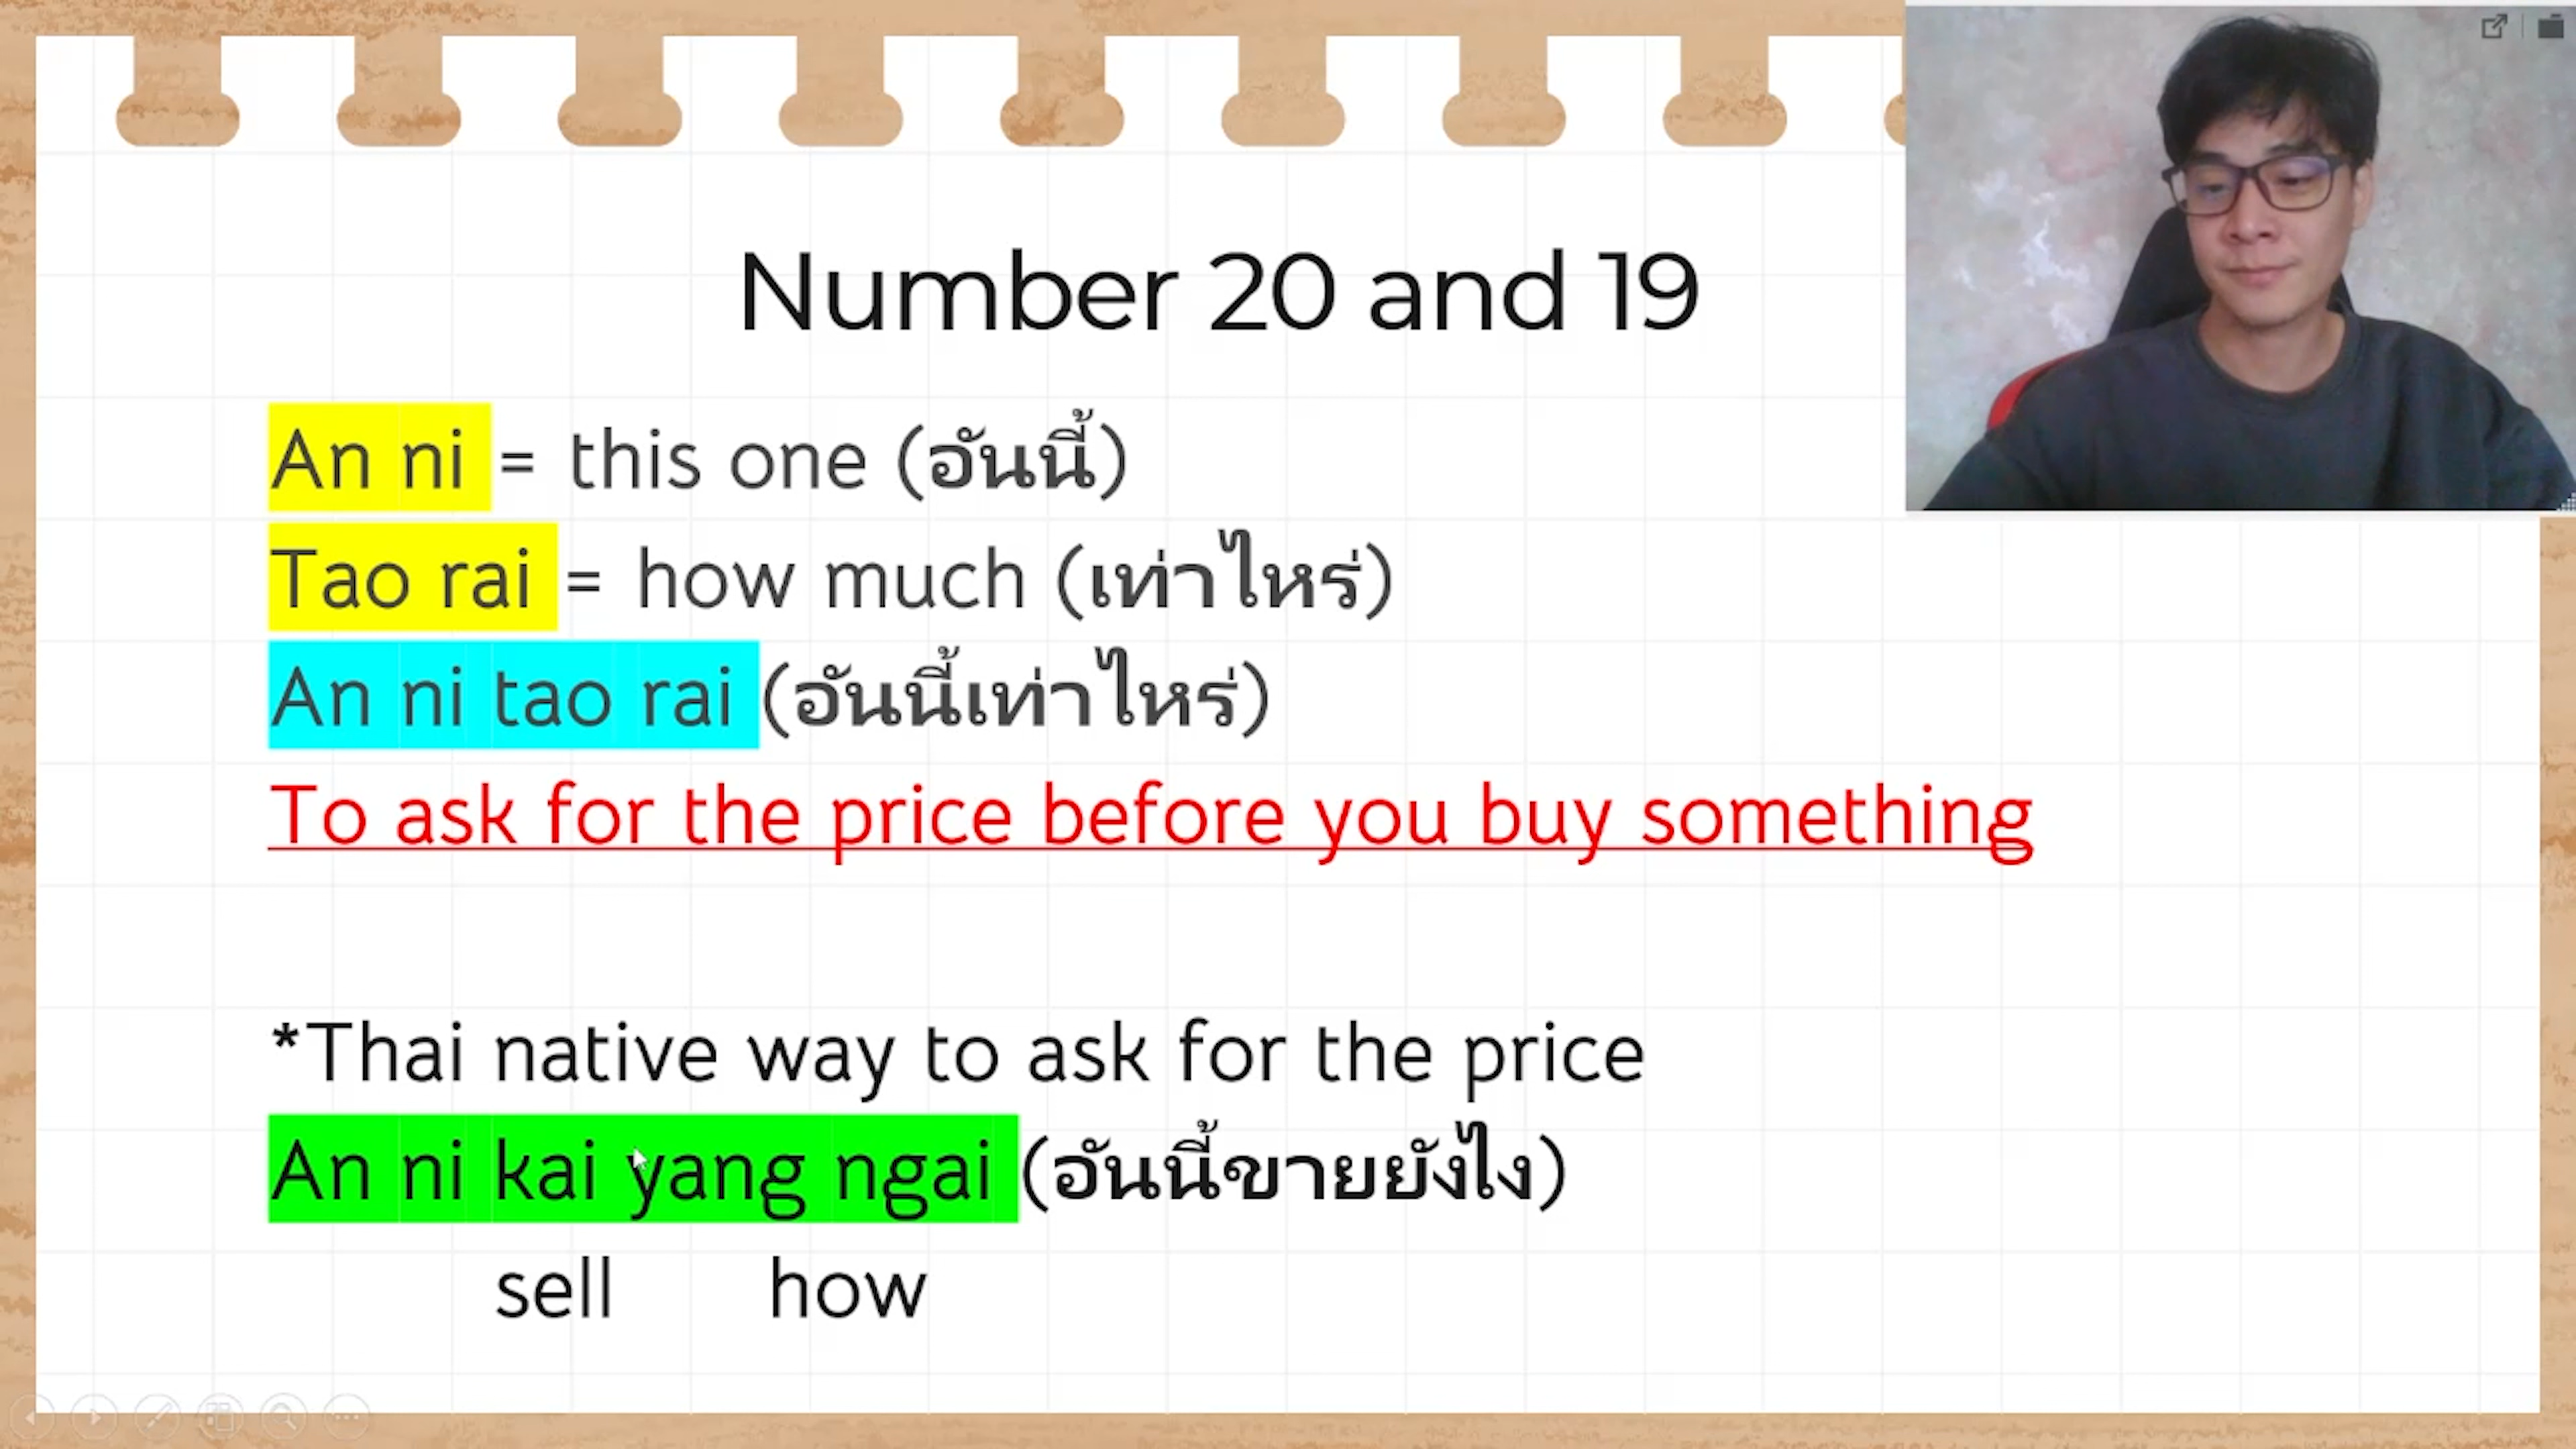 Number 20 and 19
An ni = this one (อันนี้)
Tao rai = how much (เท่าไหร่)
An ni tao rai (อันนี้เท่าไหร่)
To ask for the price before you buy something
*Thai native way to ask for the price
An ni kai yang ngai (อันนี้ขายยังไง)
sell how